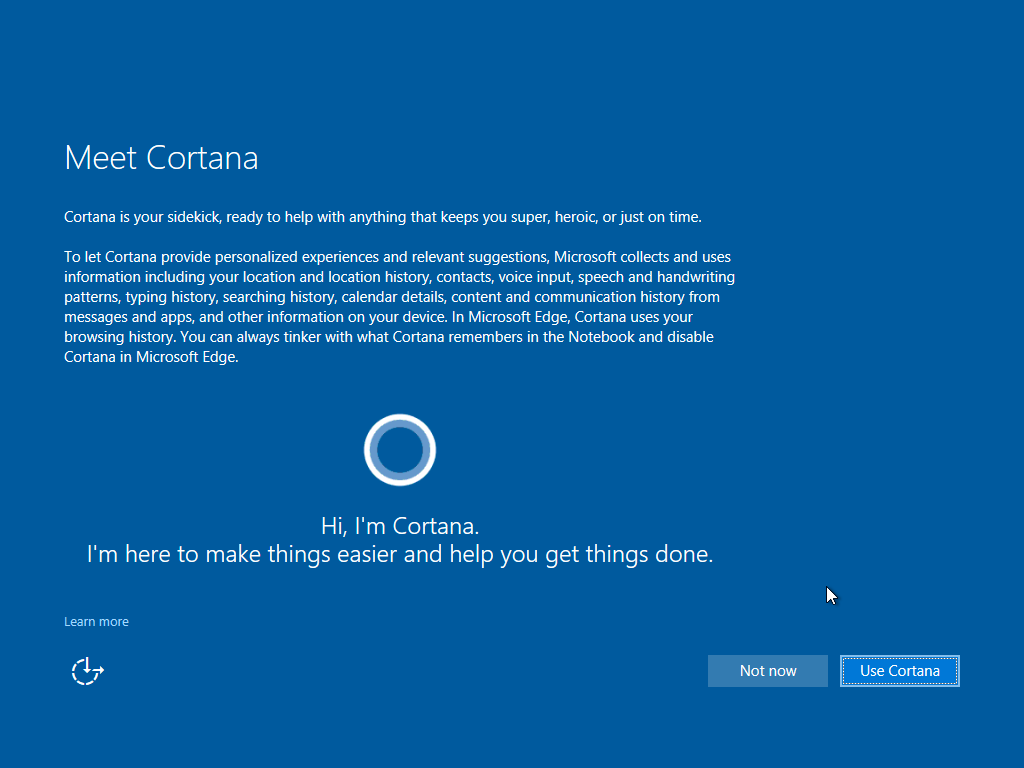 Meet Cortana
Cortana is your sidekick, ready to help with anything that keeps you super, heroic, or just on time.
To let Cortana provide personalized experiences and relevant suggestions, Microsoft collects and uses
information including your location and location history, contacts, voice input, speech and handwriting
patterns, typing history, searching history, calendar details, content and communication history from
messages and apps, and other information on your device. In Microsoft Edge, Cortana uses your
browsing history. You can always tinker with what Cortana remembers in the Notebook and disable
Cortana in Microsoft Edge.
Hi, I'm Cortana.
I'm here to make things easier and help you get things done.
Learn more
Not now
Use Cortana